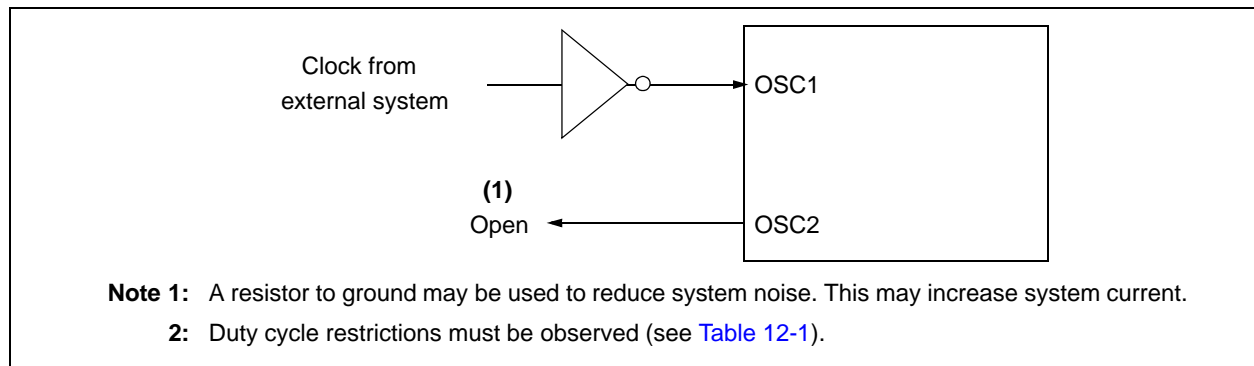 Clock from
external system
OSC1
(1)
Open
OSC2
Note 1: A resistor to ground may be used to reduce system noise. This may increase system current.
2: Duty cycle restrictions must be observed (see Table 12-1).